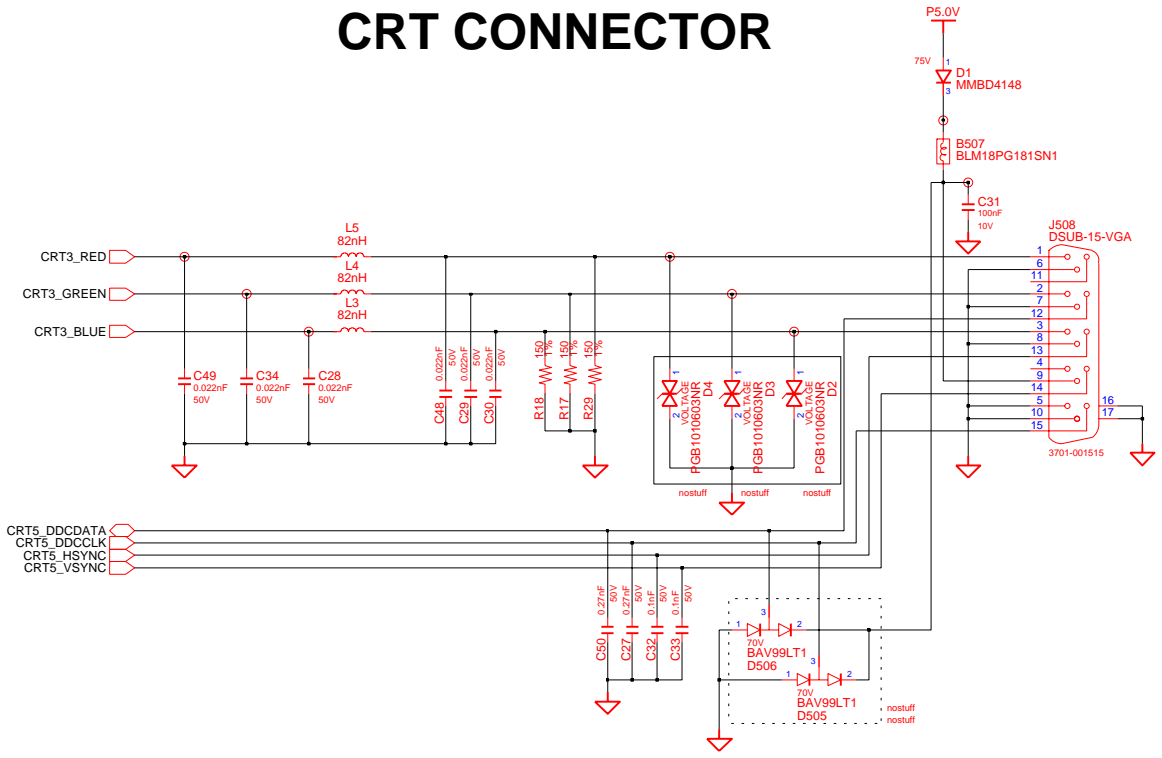 CRT CONNECTOR
P5.0V
75V
1
D1
MMBD4148
3
B507
BLM18PG181SN1
C31
100nF
10V
J508
DSUB-15-VGA
1
6
11
2
7
12
3
8
13
4
9
14
5
10
15
16
17
3701-001515
CRT3_RED
CRT3_GREEN
CRT3_BLUE
L5
82nH
L4
82nH
L3
82nH
C49
0.022nF
50V
C34
0.022nF
50V
C28
0.022nF
50V
0.022nF
50V
C48
0.022nF
50V
C29
0.022nF
50V
C30
150
1%
R18
150
1%
R17
150
1%
R29
1
2
VOLTAGE
PGB1010603NR
D4
1
2
VOLTAGE
PGB1010603NR
D3
1
2
VOLTAGE
PGB1010603NR
D2
nostuff
nostuff
nostuff
CRT5_DDCDATA
CRT5_DDCCLK
CRT5_HSYNC
CRT5_VSYNC
0.27nF
50V
C50
0.27nF
50V
C27
0.1nF
50V
C32
0.1nF
50V
C33
3
1
2
70V
BAV99LT1
D506
3
1
2
70V
BAV99LT1
D505
nostuff
nostuff